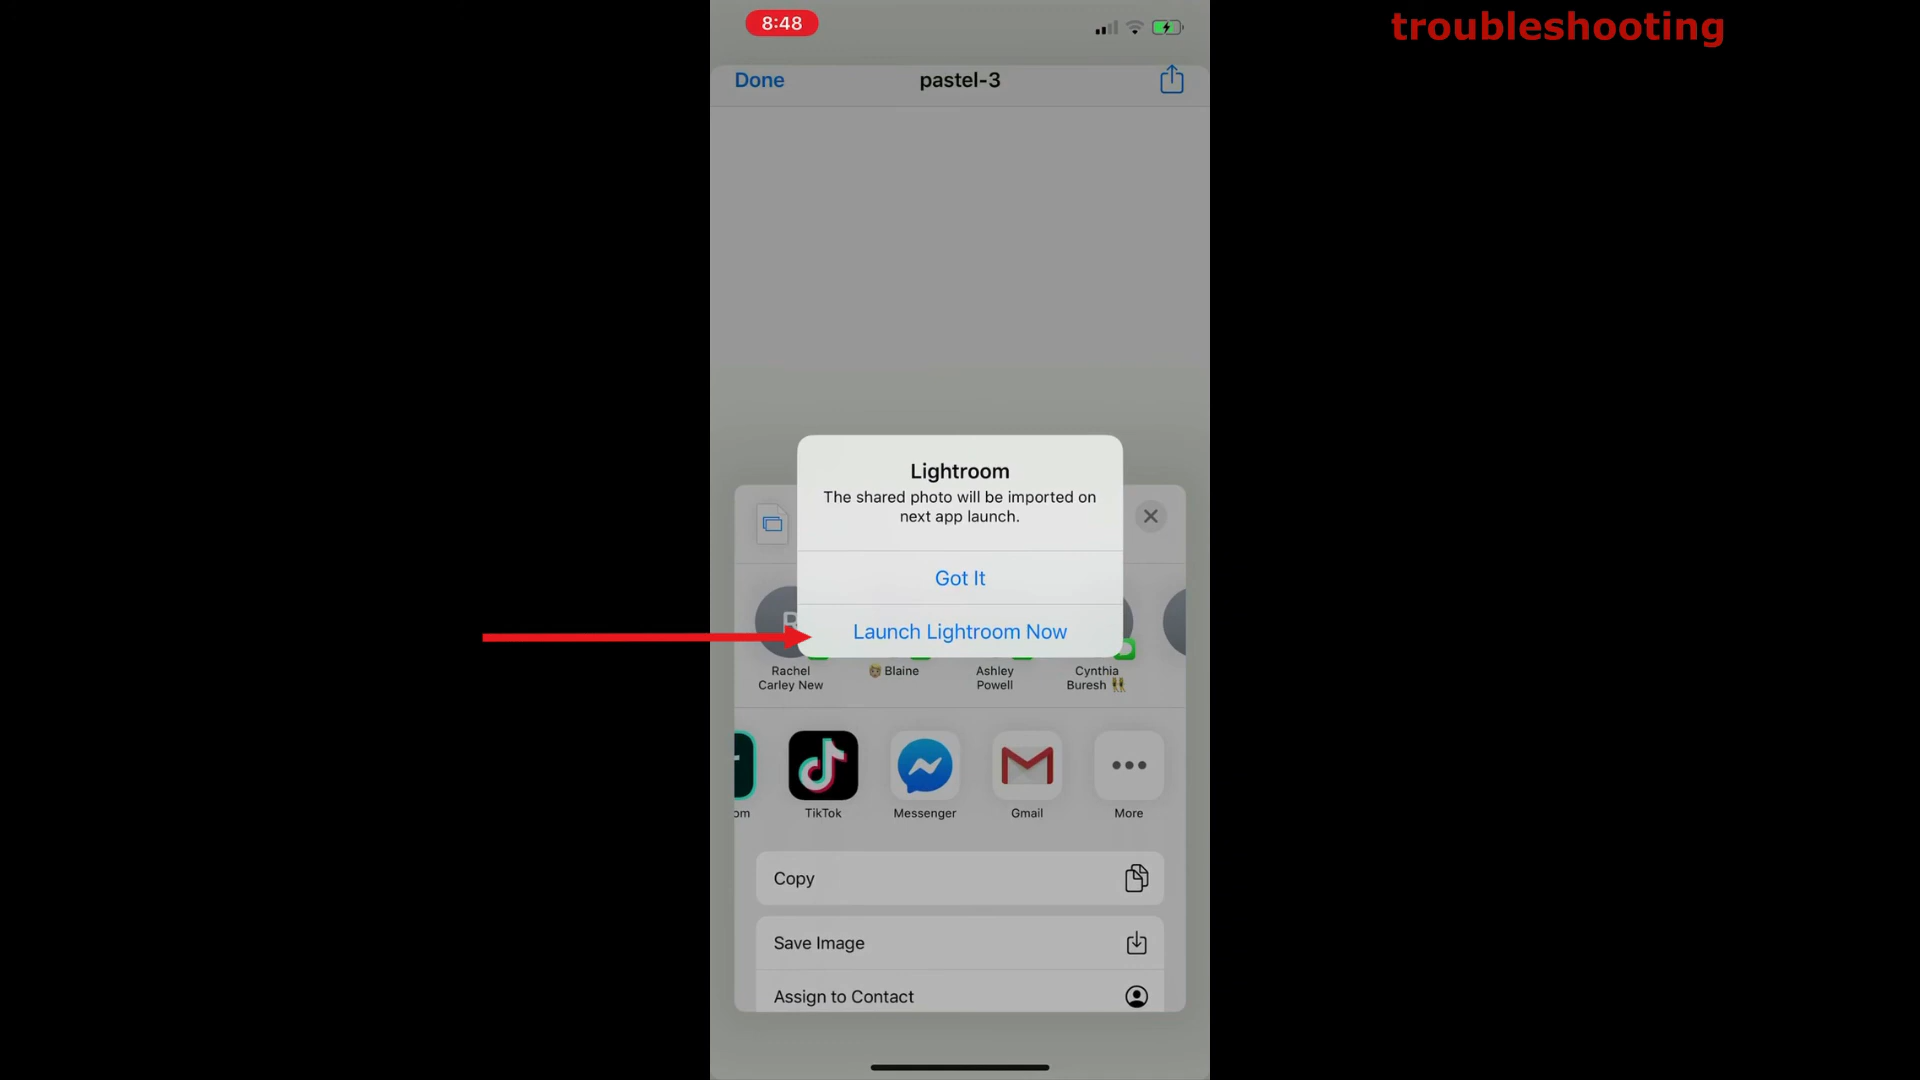 troubleshooting
8:48
Done
pastel-3
Lightroom
The shared photo will be imported on
next app launch.
Got It
Launch Lightroom Now
R
Rachel
Carley New
👴🏼 Blaine
Ashley
Powell
Cynthia
Buresh 👯
om
TikTok
Messenger
Gmail
More
Copy
Save Image
Assign to Contact